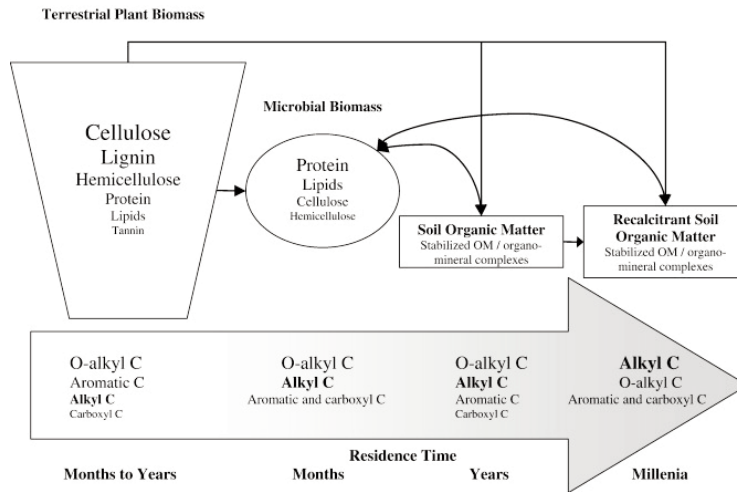 Terrestrial Plant Biomass
Microbial Biomass
Cellulose
Lignin
Hemicellulose
Protein
Lipids
Tannin
Protein
Lipids
Cellulose
Hemicellulose
Soil Organic Matter
Stabilized OM / organo-
mineral complexes
Recalcitrant Soil
Organic Matter
Stabilized OM / organo-
mineral complexes
O-alkyl C
Aromatic C
Alkyl C
Carboxyl C
O-alkyl C
Alkyl C
Aromatic and carboxyl C
O-alkyl C
Alkyl C
Aromatic C
Carboxyl C
Alkyl C
O-alkyl C
Aromatic and carboxyl C
Residence Time
Months to Years
Months
Years
Millenia